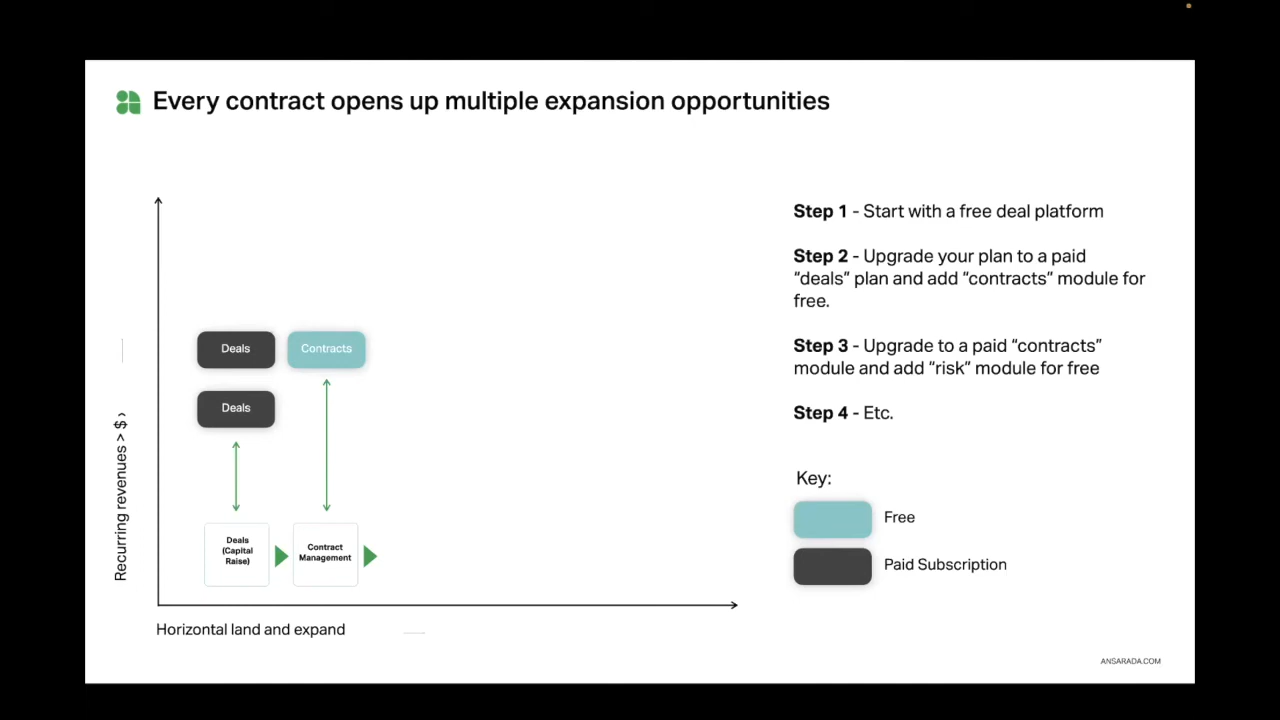 Every contract opens up multiple expansion opportunities
Recurring revenues > $ >
Deals
Contracts
Deals
Deals
(Capital
Raise)
Contract
Management
Horizontal land and expand
Step 1 - Start with a free deal platform
Step 2 - Upgrade your plan to a paid
“deals” plan and add “contracts” module for
free.
Step 3 - Upgrade to a paid “contracts”
module and add “risk” module for free
Step 4 - Etc.
Key:
Free
Paid Subscription
ANSARADA.COM